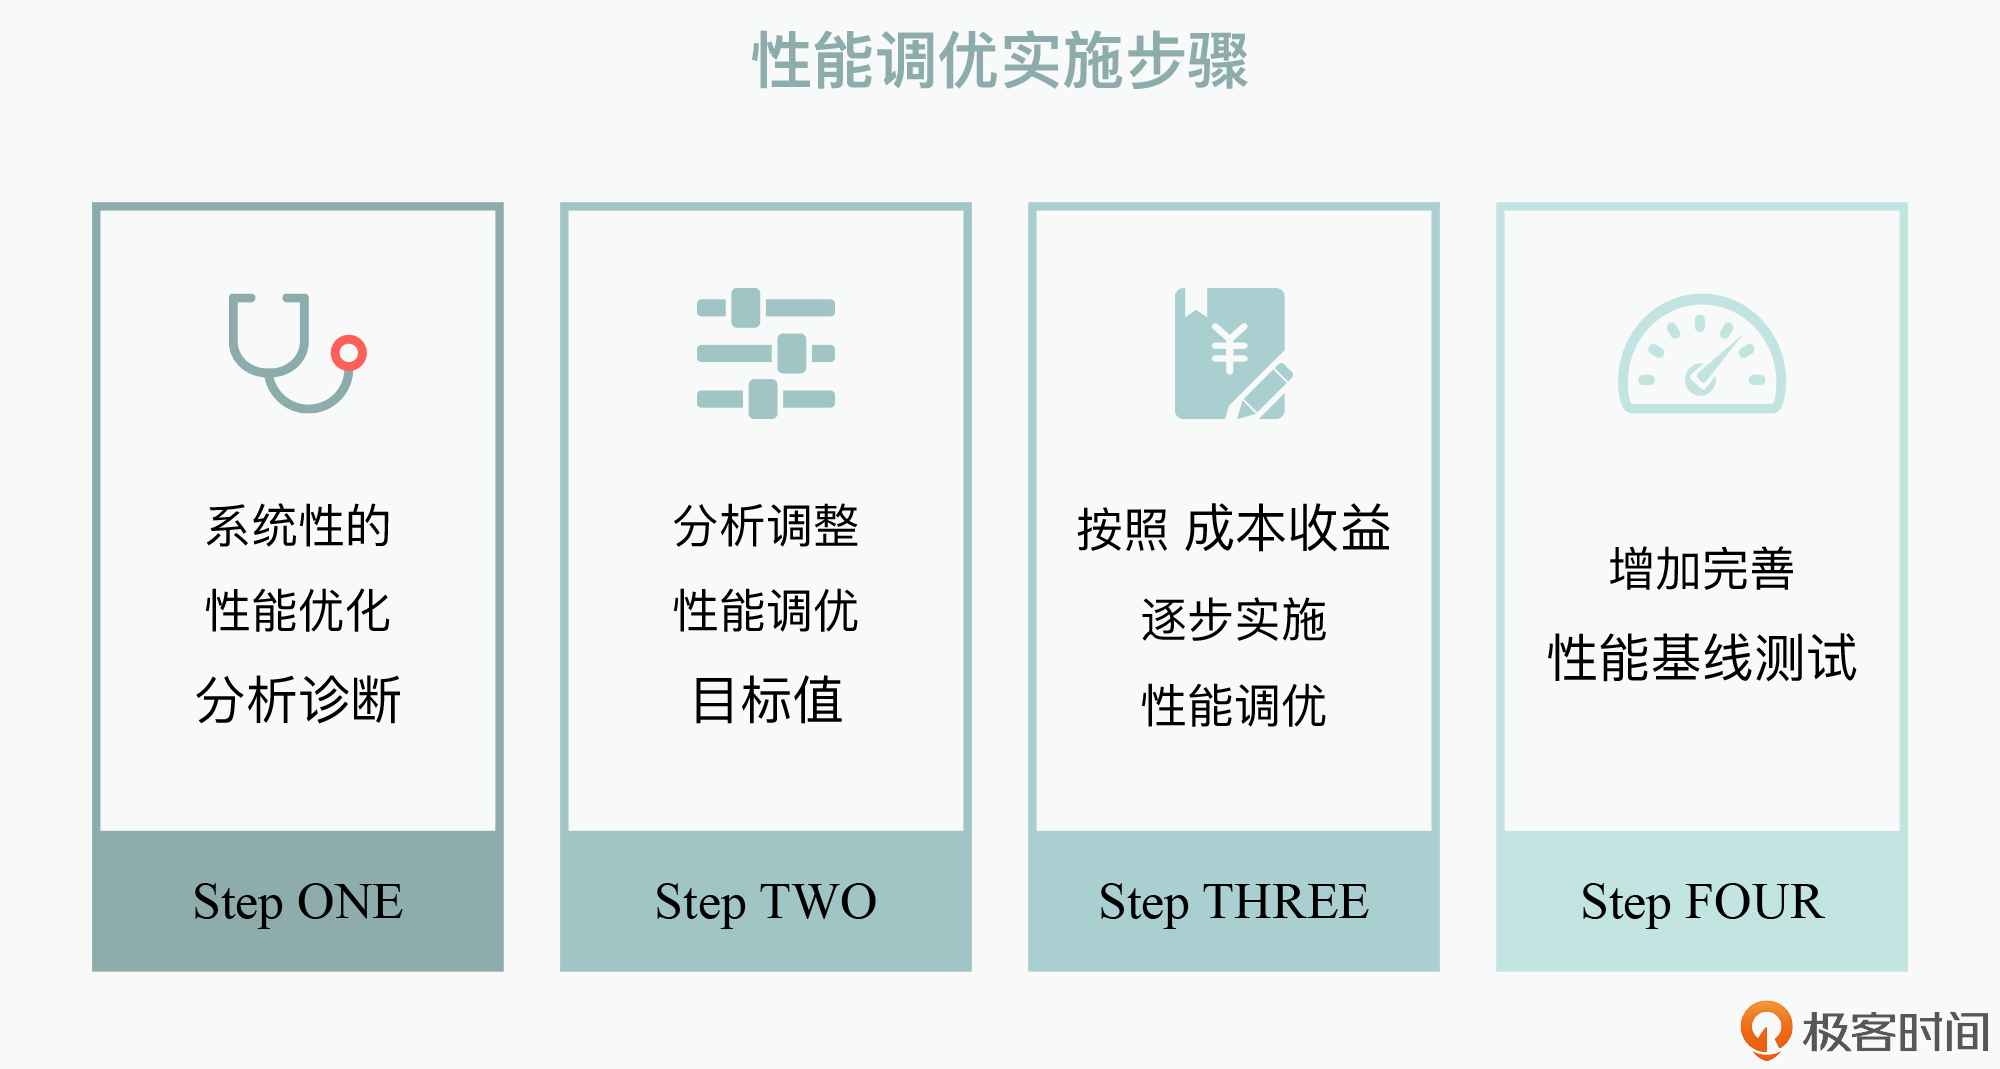 性能调优实施步骤
系统性的
性能优化
分析诊断
Step ONE
分析调整
性能调优
目标值
Step TWO
¥
按照 成本收益
逐步实施
性能调优
Step THREE
增加完善
性能基线测试
Step FOUR
极客时间